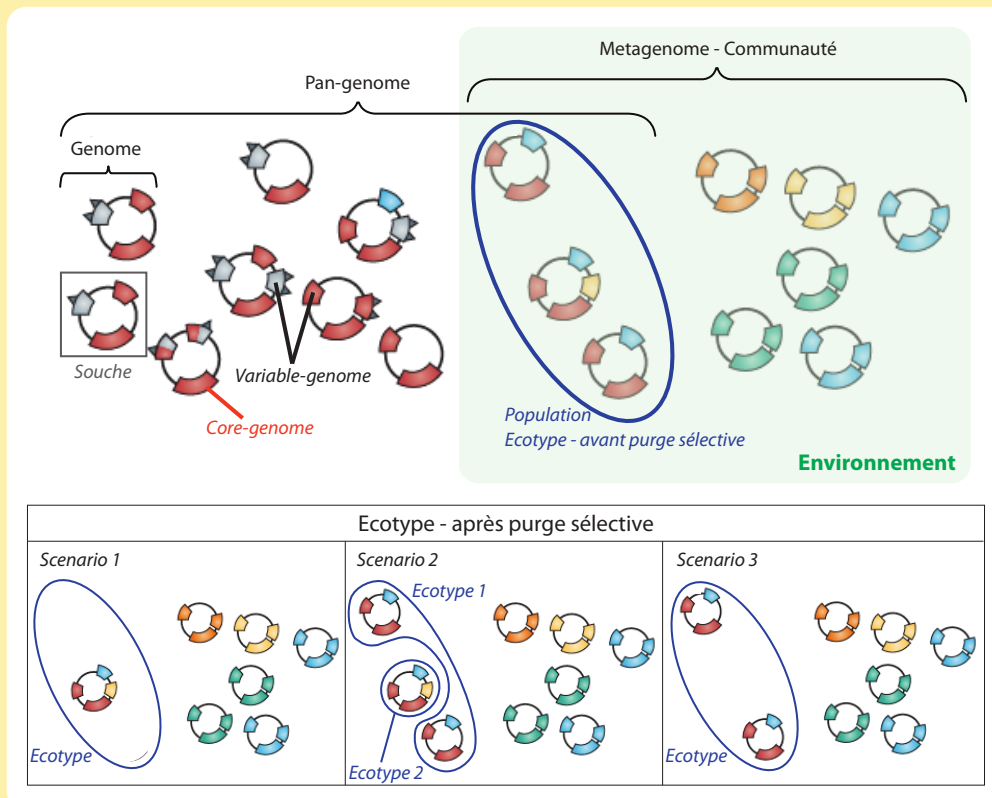 Metagenome - Communauté
Pan-genome
Genome
Souche
Variable-genome
Core-genome
Population
Ecotype - avant purge sélective
Environnement
Ecotype - après purge sélective
Scenario 1
Ecotype
Scenario 2
Ecotype 1
Ecotype 2
Scenario 3
Ecotype